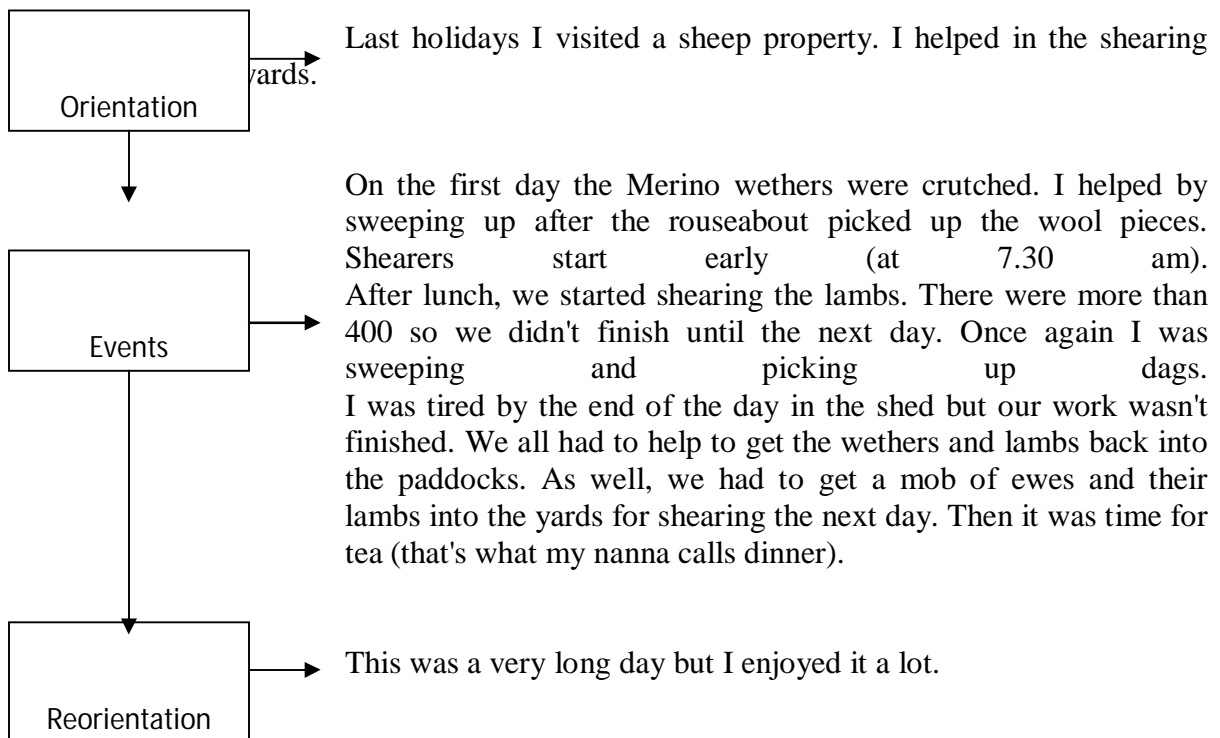 Orientation
Last holidays I visited a sheep property. I helped in the shearing
yards.
Events
On the first day the Merino wethers were crutched. I helped by
sweeping up after the rouseabout picked up the wool pieces.
Shearers start early (at 7.30 am).
After lunch, we started shearing the lambs. There were more than
400 so we didn't finish until the next day. Once again I was
sweeping and picking up dags.
I was tired by the end of the day in the shed but our work wasn't
finished. We all had to help to get the wethers and lambs back into
the paddocks. As well, we had to get a mob of ewes and their
lambs into the yards for shearing the next day. Then it was time for
tea (that's what my nanna calls dinner).
Reorientation
This was a very long day but I enjoyed it a lot.